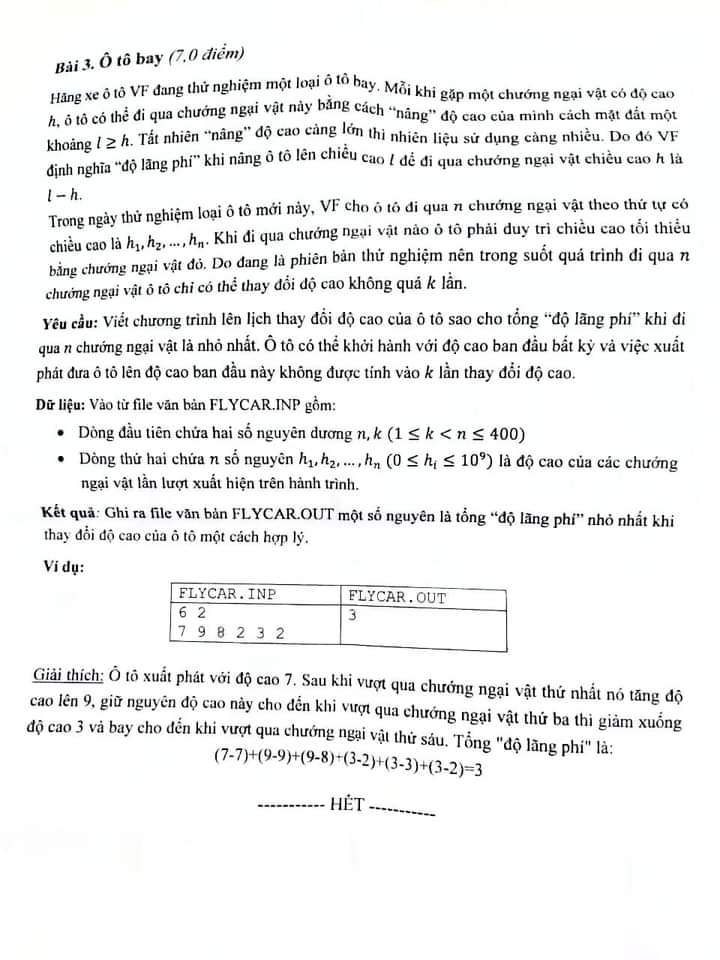 Bài 3. Ô tô bay (7,0 điểm)
Hãng xe ô tô VF đang thử nghiệm một loại ô tô bay. Mỗi khi gặp một chướng ngại vật có độ cao
h, ô tô có thể đi qua chướng ngại vật này bằng cách “nâng” độ cao của mình cách mặt đất một
khoảng l ≥ h. Tất nhiên “nâng” độ cao càng lớn thì nhiên liệu sử dụng càng nhiều. Do đó VF
định nghĩa “độ lãng phí” khi nâng ô tô lên chiều cao l để đi qua chướng ngại vật chiều cao h là
l − h.
Trong ngày thử nghiệm loại ô tô mới này, VF cho ô tô đi qua n chướng ngại vật theo thứ tự có
chiều cao là h₁, h₂, ..., hₙ. Khi đi qua chướng ngại vật nào ô tô phải duy trì chiều cao tối thiểu
bằng chướng ngại vật đó. Do đang là phiên bản thử nghiệm nên trong suốt quá trình đi qua n
chướng ngại vật ô tô chỉ có thể thay đổi độ cao không quá k lần.
Yêu cầu: Viết chương trình lên lịch thay đổi độ cao của ô tô sao cho tổng “độ lãng phí” khi đi
qua n chướng ngại vật là nhỏ nhất. Ô tô có thể khởi hành với độ cao ban đầu bất kỳ và việc xuất
phát đưa ô tô lên độ cao ban đầu này không được tính vào k lần thay đổi độ cao.
Dữ liệu: Vào từ file văn bản FLYCAR.INP gồm:
• Dòng đầu tiên chứa hai số nguyên dương n, k (1 ≤ k < n ≤ 400)
• Dòng thứ hai chứa n số nguyên h₁, h₂, ..., hₙ (0 ≤ hᵢ ≤ 10⁹) là độ cao của các chướng
ngại vật lần lượt xuất hiện trên hành trình.
Kết quả: Ghi ra file văn bản FLYCAR.OUT một số nguyên là tổng “độ lãng phí” nhỏ nhất khi
thay đổi độ cao của ô tô một cách hợp lý.
Ví dụ:
FLYCAR.INP FLYCAR.OUT
6 2 3
7 9 8 2 3 2
Giải thích: Ô tô xuất phát với độ cao 7. Sau khi vượt qua chướng ngại vật thứ nhất nó tăng độ
cao lên 9, giữ nguyên độ cao này cho đến khi vượt qua chướng ngại vật thứ ba thì giảm xuống
độ cao 3 và bay cho đến khi vượt qua chướng ngại vật thứ sáu. Tổng "độ lãng phí" là:
(7-7)+(9-9)+(9-8)+(3-2)+(3-3)+(3-2)=3
----------- HẾT -----------